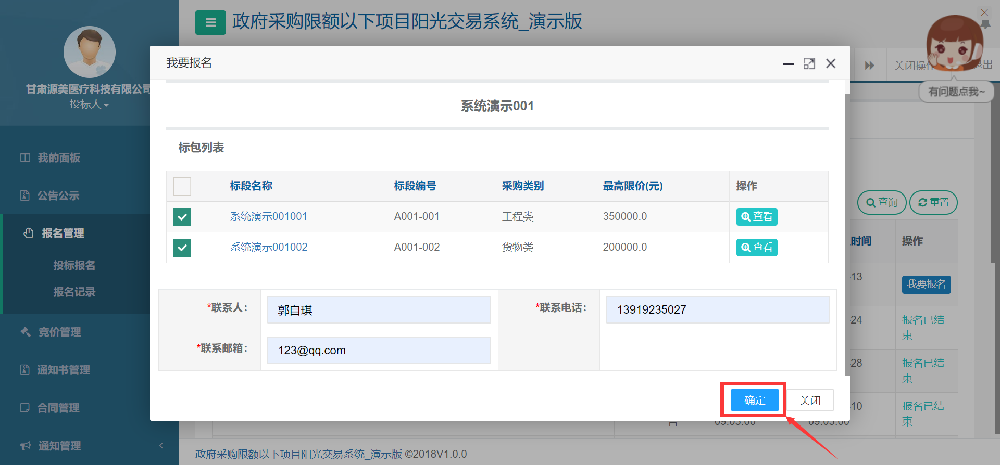 政府采购限额以下项目阳光交易系统_演示版
甘肃源美医疗科技有限公司
投标人
关闭操作
退出
有问题点我~
我的面板
公告公示
报名管理
投标报名
报名记录
竞价管理
通知书管理
合同管理
通知管理
我要报名
系统演示001
标包列表
标段名称 标段编号 采购类别 最高限价(元) 操作
系统演示001001 A001-001 工程类 350000.0 查看
系统演示001002 A001-002 货物类 200000.0 查看
*联系人: 郭自琪 *联系电话: 13919235027
*联系邮箱: 123@qq.com
确定 关闭
查询 重置
时间 操作
-13 我要报名
-24 报名已结
束
-28 报名已结
束
-10 报名已结
束
09:03:00 09:03:00
政府采购限额以下项目阳光交易系统_演示版 ©2018V1.0.0